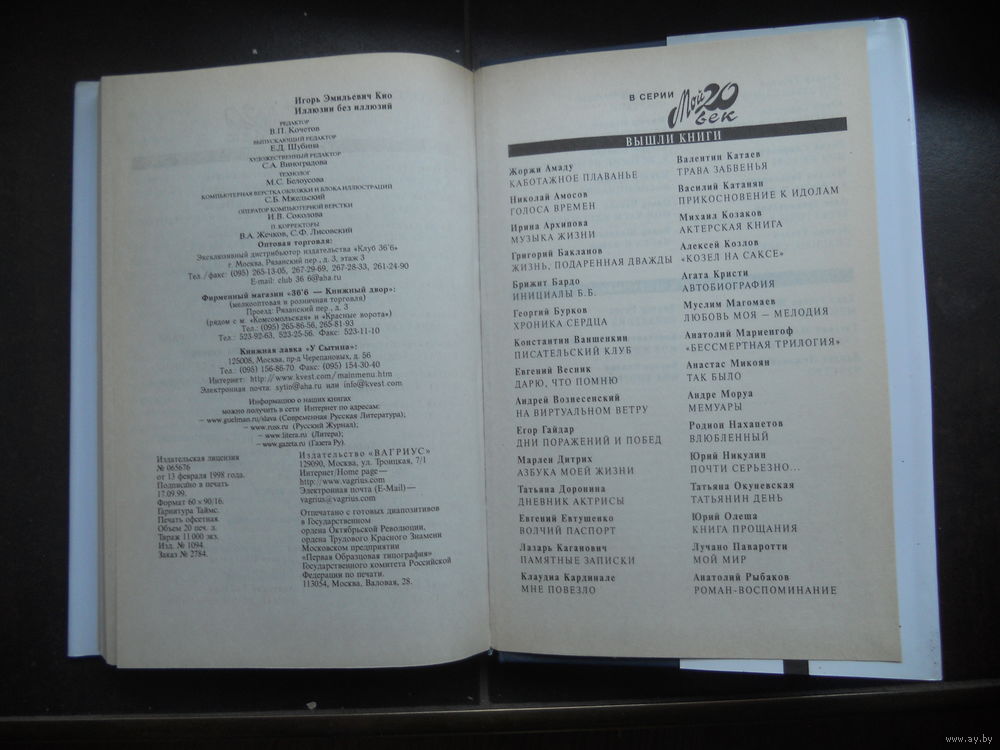 Игорь Эмильевич Кио
Иллюзии без иллюзий
РЕДАКТОР
В.П. Кочетов
ВЫПУСКАЮЩИЙ РЕДАКТОР
Е.Д. Шубина
ХУДОЖЕСТВЕННЫЙ РЕДАКТОР
С.А. Виноградова
ТЕХНОЛОГ
М.С. Белоусова
КОМПЬЮТЕРНАЯ ВЕРСТКА ОБЛОЖКИ И БЛОКА ИЛЛЮСТРАЦИЙ
С.Б. Мжельский
ОПЕРАТОР КОМПЬЮТЕРНОЙ ВЕРСТКИ
И.В. Соколова
П. КОРРЕКТОРЫ
В.А. Жечков, С.Ф. Лисовский
Оптовая торговля:
Эксклюзивный дистрибьютор издательства «Клуб 36'6»
г. Москва, Рязанский пер., д. 3, этаж 3
Тел./факс: (095) 265-13-05, 267-29-69, 267-28-33, 261-24-90
E-mail: club 36 6@aha.ru
Фирменный магазин «36'6 — Книжный двор»:
(мелкооптовая и розничная торговля)
Проезд: Рязанский пер., д. 3
(рядом с м. «Комсомольская» и «Красные ворота»)
Тел.: (095) 265-86-56, 265-81-93
Тел.: 523-92-63, 523-25-56. Факс: 523-11-10
Книжная лавка «У Сытина»:
125008, Москва, пр-д Черепановых, д. 56
Тел.: (095) 156-86-70. Факс: (095) 154-30-40
Интернет: http://www.kvest.com/mainmenu.htm
Электронная почта: sytin@aha.ru или info@kvest.com
Информацию о наших книгах
можно получить в сети Интернет по адресам:
– www.guelman.ru/slava (Современная Русская Литература);
– www.russ.ru (Русский Журнал);
– www.litera.ru (Литера);
– www.gazeta.ru (Газета Ру).
Издательская лицензия
№ 065676
от 13 февраля 1998 года.
Подписано в печать
17.09.99.
Формат 60 × 90/16.
Гарнитура Таймс.
Печать офсетная
Объем 20 печ. л.
Тираж 11 000 экз.
Изд. № 1094.
Заказ № 2784.
Издательство «ВАГРИУС»
129090, Москва, ул. Троицкая, 7/1
Интернет/Home page—
http://www.vagrius.com
Электронная почта (E-Mail)—
vagrius@vagrius.com
Отпечатано с готовых диапозитивов
в Государственном
ордена Октябрьской Революции,
ордена Трудового Красного Знамени
Московском предприятии
«Первая Образцовая типография»
Государственного комитета Российской
Федерации по печати.
113054, Москва, Валовая, 28.
В СЕРИИ Мой 20 век
ВЫШЛИ КНИГИ
Жоржи Амаду
КАБОТАЖНОЕ ПЛАВАНЬЕ
Николай Амосов
ГОЛОСА ВРЕМЕН
Ирина Архипова
МУЗЫКА ЖИЗНИ
Григорий Бакланов
ЖИЗНЬ, ПОДАРЕННАЯ ДВАЖДЫ
Брижит Бардо
ИНИЦИАЛЫ Б.Б.
Георгий Бурков
ХРОНИКА СЕРДЦА
Константин Ваншенкин
ПИСАТЕЛЬСКИЙ КЛУБ
Евгений Весник
ДАРЮ, ЧТО ПОМНЮ
Андрей Вознесенский
НА ВИРТУАЛЬНОМ ВЕТРУ
Егор Гайдар
ДНИ ПОРАЖЕНИЙ И ПОБЕД
Марлен Дитрих
АЗБУКА МОЕЙ ЖИЗНИ
Татьяна Доронина
ДНЕВНИК АКТРИСЫ
Евгений Евтушенко
ВОЛЧИЙ ПАСПОРТ
Лазарь Каганович
ПАМЯТНЫЕ ЗАПИСКИ
Клаудиа Кардинале
МНЕ ПОВЕЗЛО
Валентин Катаев
ТРАВА ЗАБВЕНЬЯ
Василий Катанян
ПРИКОСНОВЕНИЕ К ИДОЛАМ
Михаил Козаков
АКТЕРСКАЯ КНИГА
Алексей Козлов
«КОЗЕЛ НА САКСЕ»
Агата Кристи
АВТОБИОГРАФИЯ
Муслим Магомаев
ЛЮБОВЬ МОЯ – МЕЛОДИЯ
Анатолий Мариенгоф
«БЕССМЕРТНАЯ ТРИЛОГИЯ»
Анастас Микоян
ТАК БЫЛО
Андре Моруа
МЕМУАРЫ
Родион Нахапетов
ВЛЮБЛЕННЫЙ
Юрий Никулин
ПОЧТИ СЕРЬЕЗНО...
Татьяна Окуневская
ТАТЬЯНИН ДЕНЬ
Юрий Олеша
КНИГА ПРОЩАНИЯ
Лучано Паваротти
МОЙ МИР
Анатолий Рыбаков
РОМАН-ВОСПОМИНАНИЕ
www.ay.by